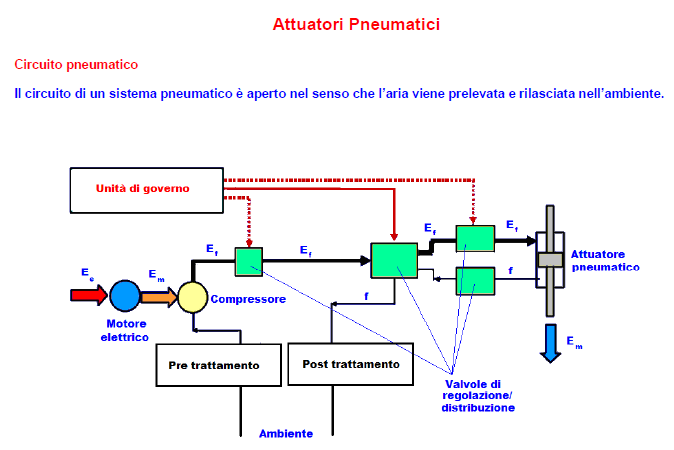 Attuatori Pneumatici
Circuito pneumatico
Il circuito di un sistema pneumatico è aperto nel senso che l'aria viene prelevata e rilasciata nell'ambiente.
Unità di governo
Ef
Ef
Ef
Ef
Ee
Em
Compressore
Motore
elettrico
f
f
Attuatore
pneumatico
Em
Pre trattamento
Post trattamento
Valvole di
regolazione/
distribuzione
Ambiente